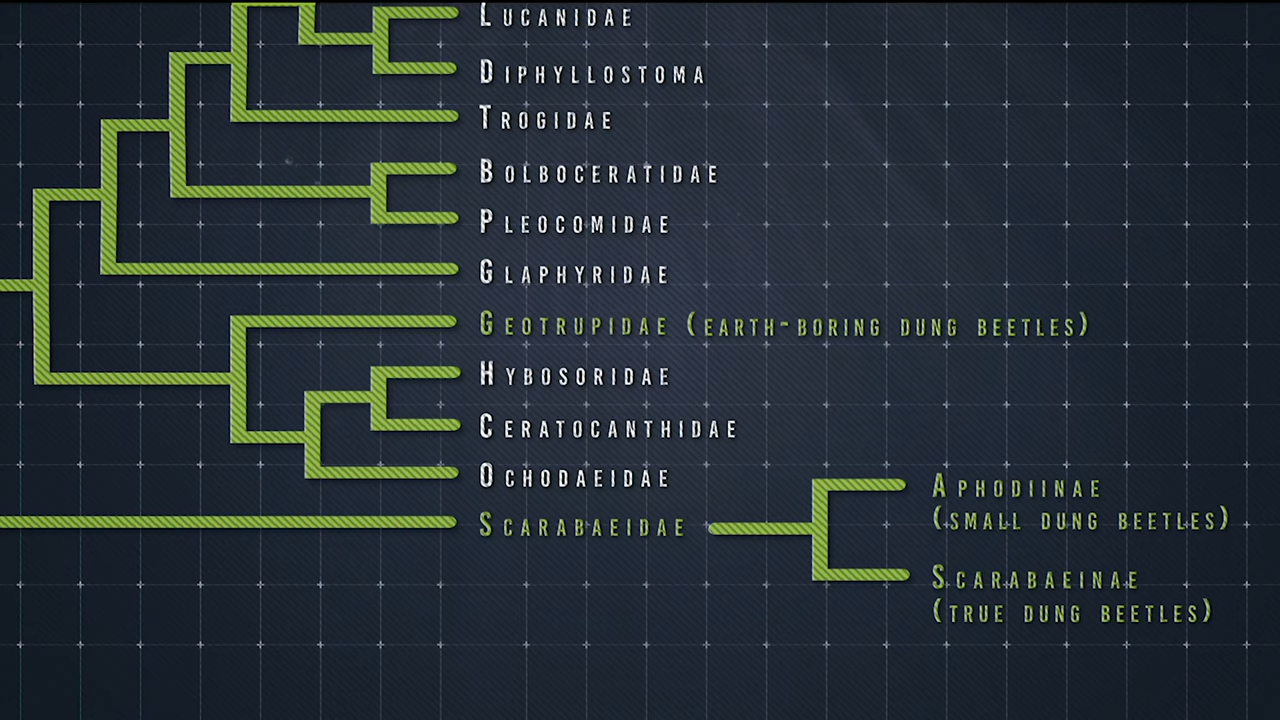 LUCANIDAE
DIPHYLLOSTOMA
TROGIDAE
BOLBOCERATIDAE
PLEOCOMIDAE
GLAPHYRIDAE
GEOTRUPIDAE (EARTH-BORING DUNG BEETLES)
HYBOSORIDAE
CERATOCANTHIDAE
OCHODAEIDAE
SCARABAEIDAE
APHODIINAE
(SMALL DUNG BEETLES)
SCARABAEINAE
(TRUE DUNG BEETLES)